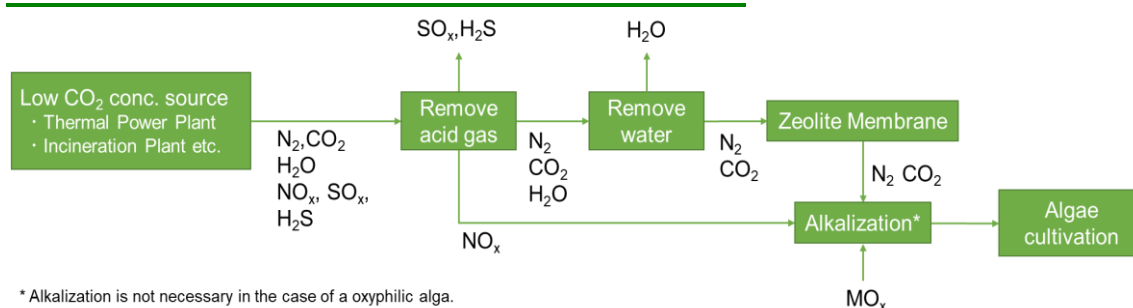 SOₓ,H₂S
H₂O
Low CO₂ conc. source
・Thermal Power Plant
・Incineration Plant etc.
N₂,CO₂
H₂O
NOₓ, SOₓ,
H₂S
Remove
acid gas
N₂
CO₂
H₂O
Remove
water
N₂
CO₂
Zeolite Membrane
N₂ CO₂
NOₓ
Alkalization*
Algae
cultivation
MOₓ
* Alkalization is not necessary in the case of a oxyphilic alga.